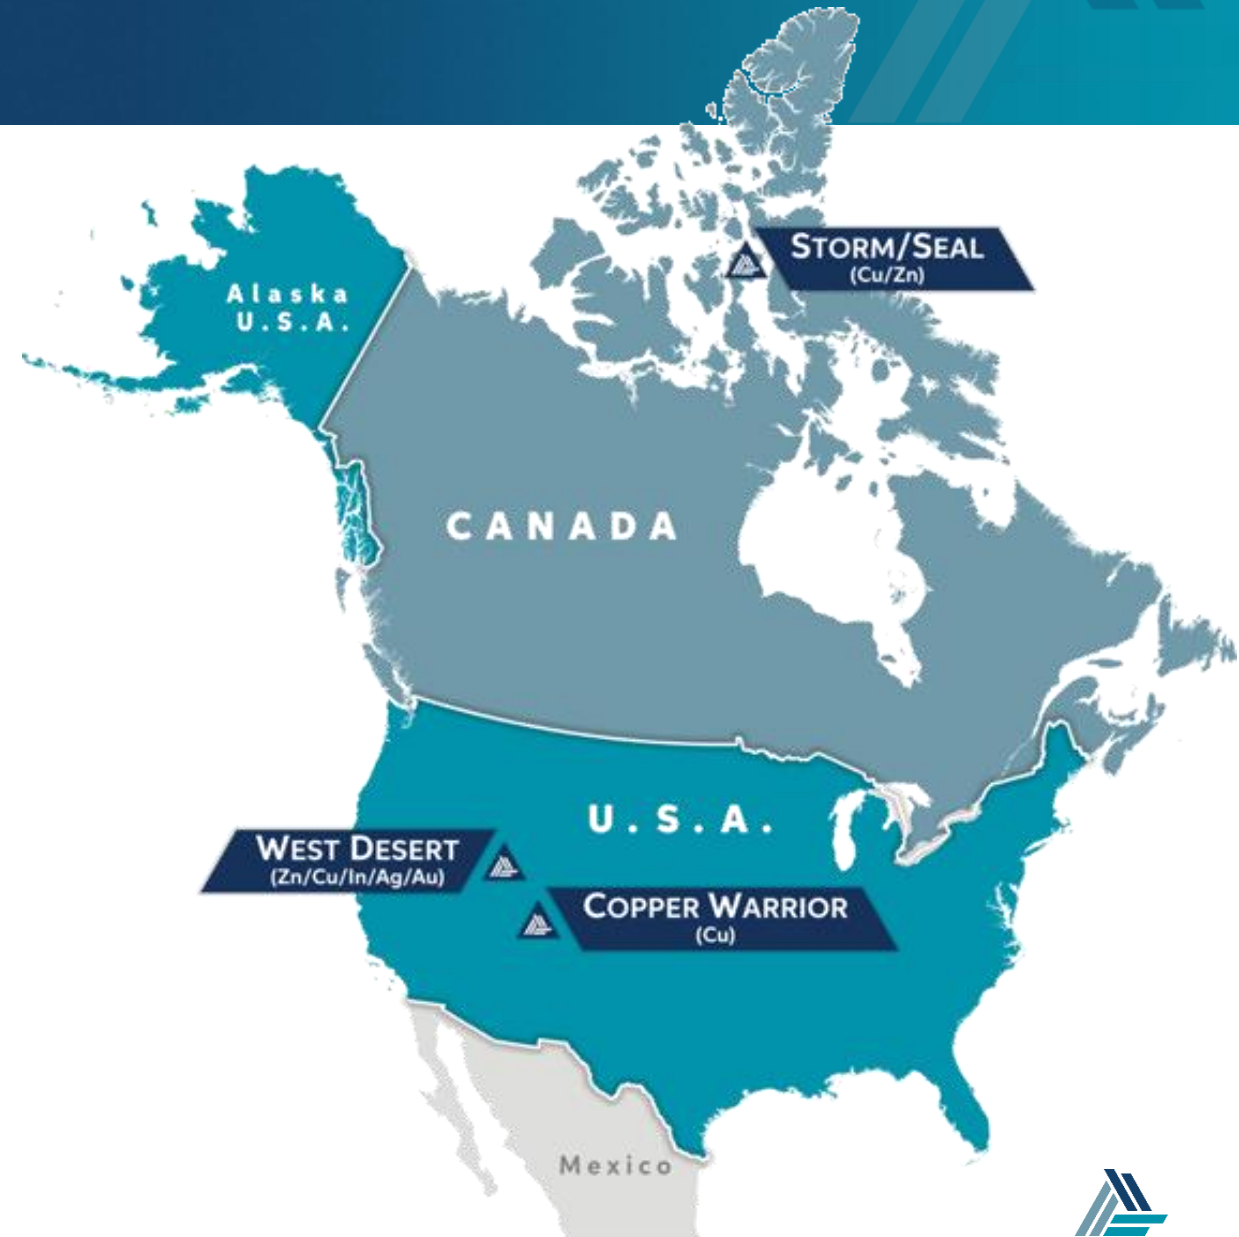 STORM/SEAL
(Cu/Zn)
Alaska
U.S.A.
CANADA
U.S.A.
WEST DESERT
(Zn/Cu/In/Ag/Au)
COPPER WARRIOR
(Cu)
Mexico